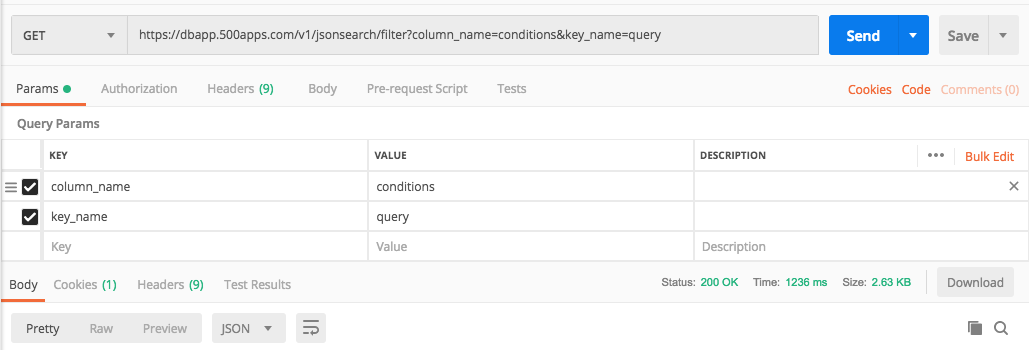 GET https://dbapp.500apps.com/v1/jsonsearch/filter?column_name=conditions&key_name=query Send Save
Params Authorization Headers (9) Body Pre-request Script Tests Cookies Code Comments (0)
Query Params
KEY VALUE DESCRIPTION ••• Bulk Edit
column_name conditions
key_name query
Key Value Description
Body Cookies (1) Headers (9) Test Results Status: 200 OK Time: 1236 ms Size: 2.63 KB Download
Pretty Raw Preview JSON